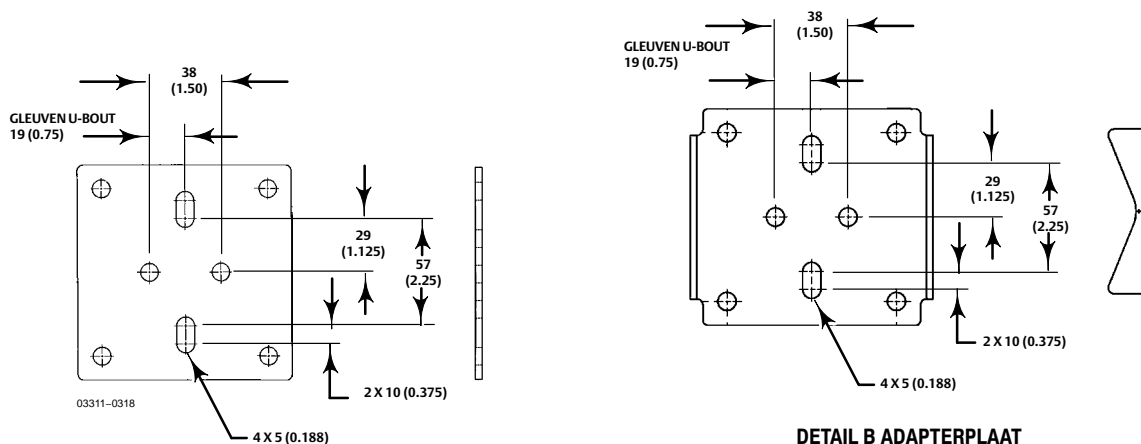 38
(1.50)
GLEUVEN U-BOUT
19 (0.75)
29
(1.125)
57
(2.25)
2 X 10 (0.375)
4 X 5 (0.188)
03311–0318
38
(1.50)
GLEUVEN U-BOUT
19 (0.75)
29
(1.125)
57
(2.25)
2 X 10 (0.375)
4 X 5 (0.188)
DETAIL B ADAPTERPLAAT